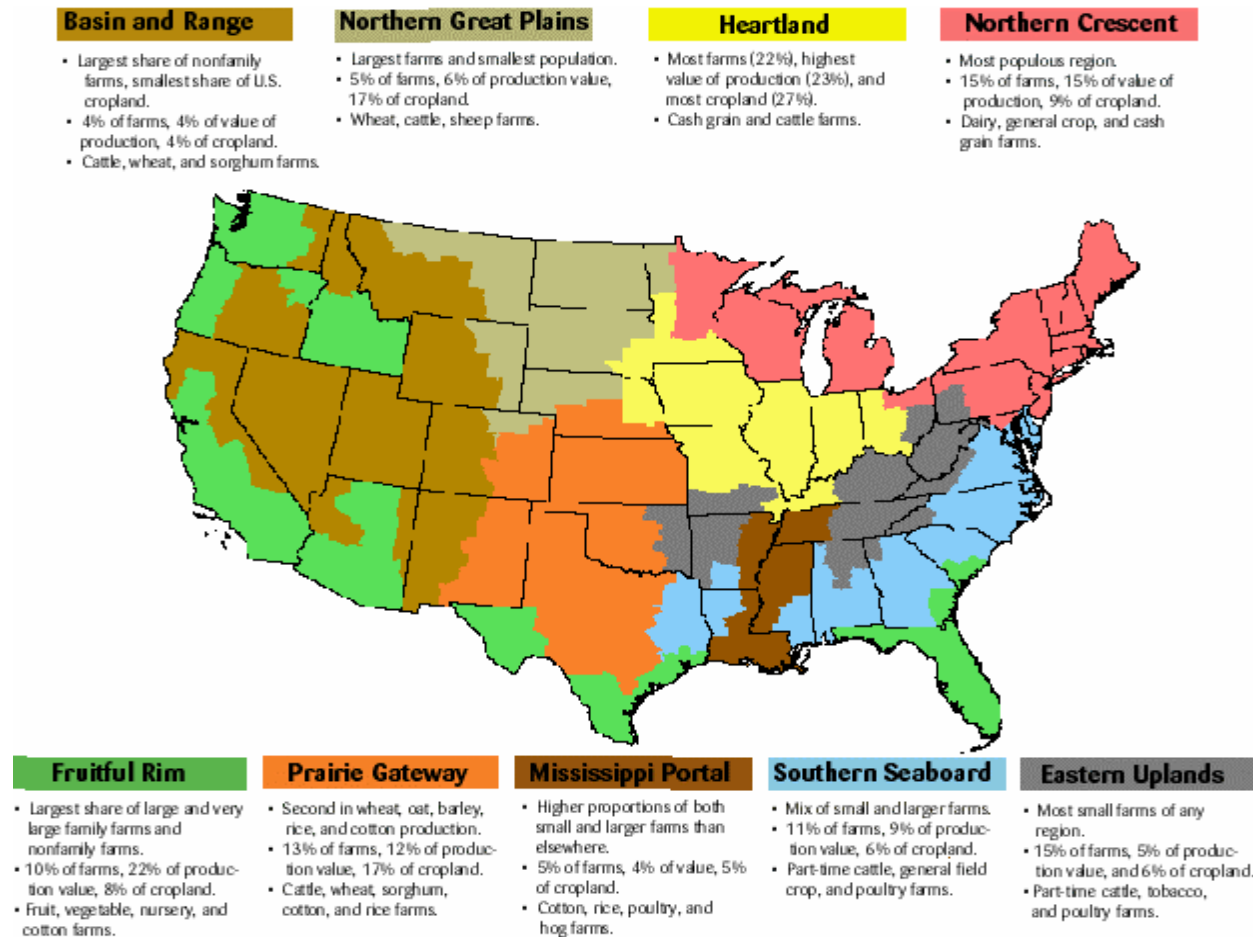 Basin and Range
• Largest share of nonfamily
farms, smallest share of U.S.
cropland.
• 4% of farms, 4% of value of
production, 4% of cropland.
• Cattle, wheat, and sorghum farms.
Northern Great Plains
• Largest farms and smallest population.
• 5% of farms, 6% of production value,
17% of cropland.
• Wheat, cattle, sheep farms.
Heartland
• Most farms (22%), highest
value of production (23%), and
most cropland (27%).
• Cash grain and cattle farms.
Northern Crescent
• Most populous region.
• 15% of farms, 15% of value of
production, 9% of cropland.
• Dairy, general crop, and cash
grain farms.
Fruitful Rim
• Largest share of large and very
large family farms and
nonfamily farms.
• 10% of farms, 22% of produc-
tion value, 8% of cropland.
• Fruit, vegetable, nursery, and
cotton farms.
Prairie Gateway
• Second in wheat, oat, barley,
rice, and cotton production.
• 13% of farms, 12% of produc-
tion value, 17% of cropland.
• Cattle, wheat, sorghum,
cotton, and rice farms.
Mississippi Portal
• Higher proportions of both
small and larger farms than
elsewhere.
• 5% of farms, 4% of value, 5%
of cropland.
• Cotton, rice, poultry, and
hog farms.
Southern Seaboard
• Mix of small and larger farms.
• 11% of farms, 9% of produc-
tion value, 6% of cropland.
• Part-time cattle, general field
crop, and poultry farms.
Eastern Uplands
• Most small farms of any
region.
• 15% of farms, 5% of produc-
tion value, and 6% of cropland.
• Part-time cattle, tobacco,
and poultry farms.